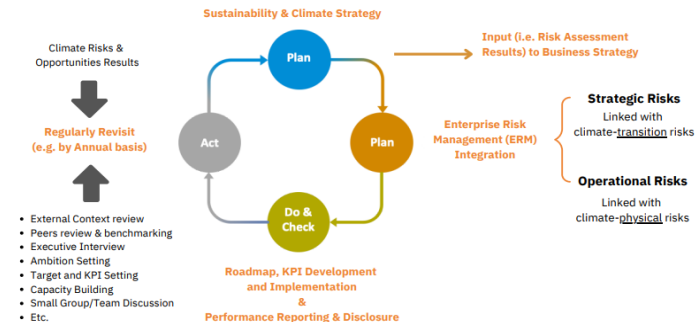 Sustainability & Climate Strategy
Climate Risks &
Opportunities Results
Regularly Revisit
(e.g. by Annual basis)
• External Context review
• Peers review & benchmarking
• Executive Interview
• Ambition Setting
• Target and KPI Setting
• Capacity Building
• Small Group/Team Discussion
• Etc.
Plan
Act
Plan
Do &
Check
Roadmap, KPI Development
and Implementation
&
Performance Reporting & Disclosure
Input (i.e. Risk Assessment
Results) to Business Strategy
Enterprise Risk
Management (ERM)
Integration
Strategic Risks
Linked with
climate-transition risks
Operational Risks
Linked with
climate-physical risks